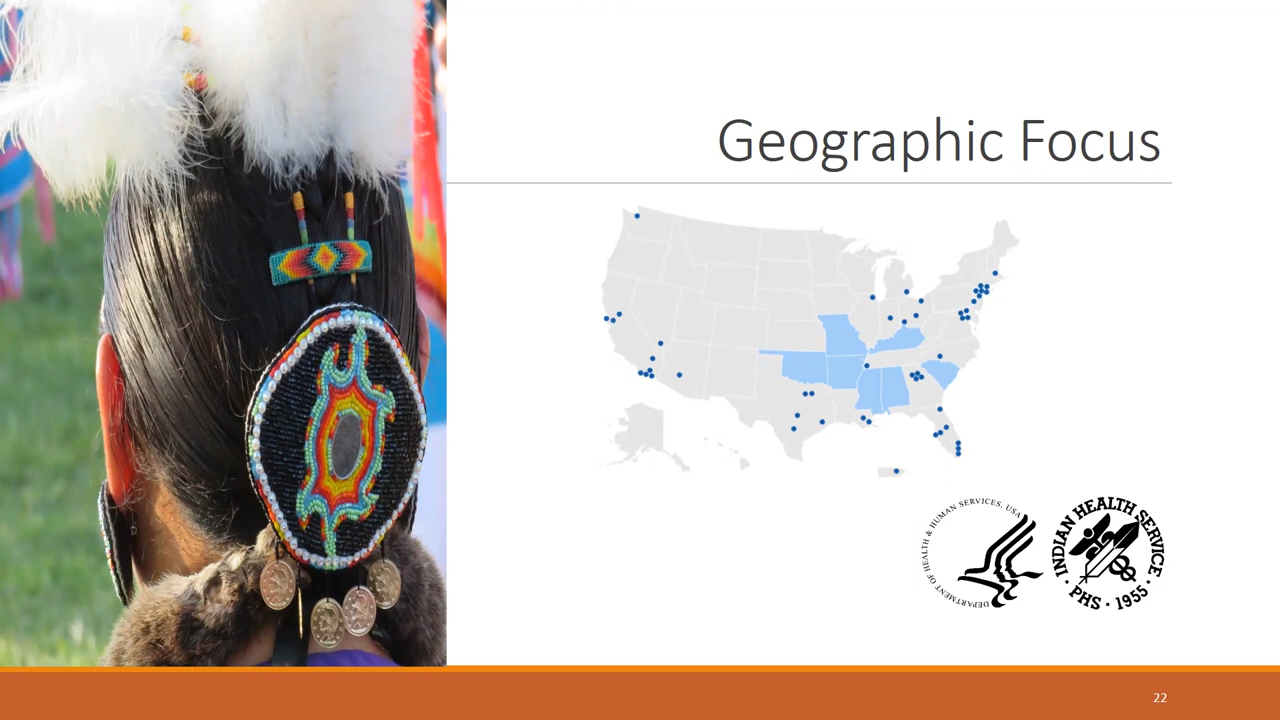 Geographic Focus
DEPARTMENT OF HEALTH & HUMAN SERVICES. USA
INDIAN HEALTH SERVICE
· PHS · 1955 ·
22